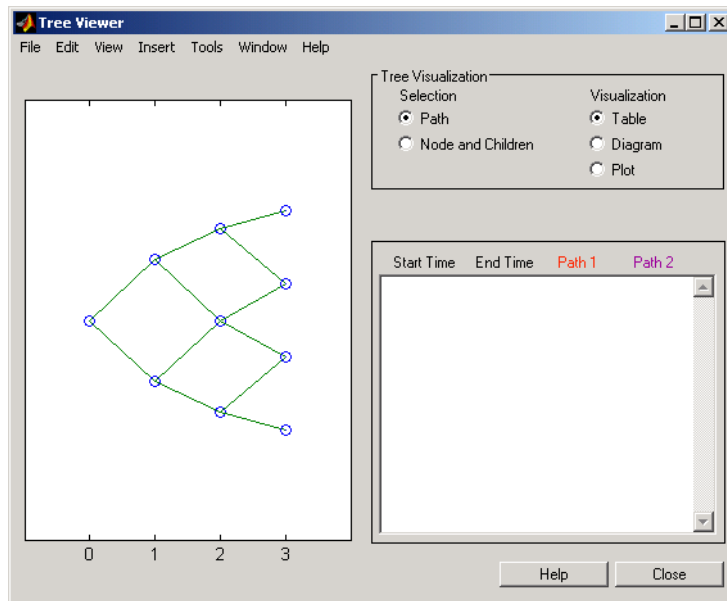 Tree Viewer
File Edit View Insert Tools Window Help
Tree Visualization
Selection Visualization
Path Table
Node and Children Diagram
Plot
Start Time End Time Path 1 Path 2
0 1 2 3
Help Close